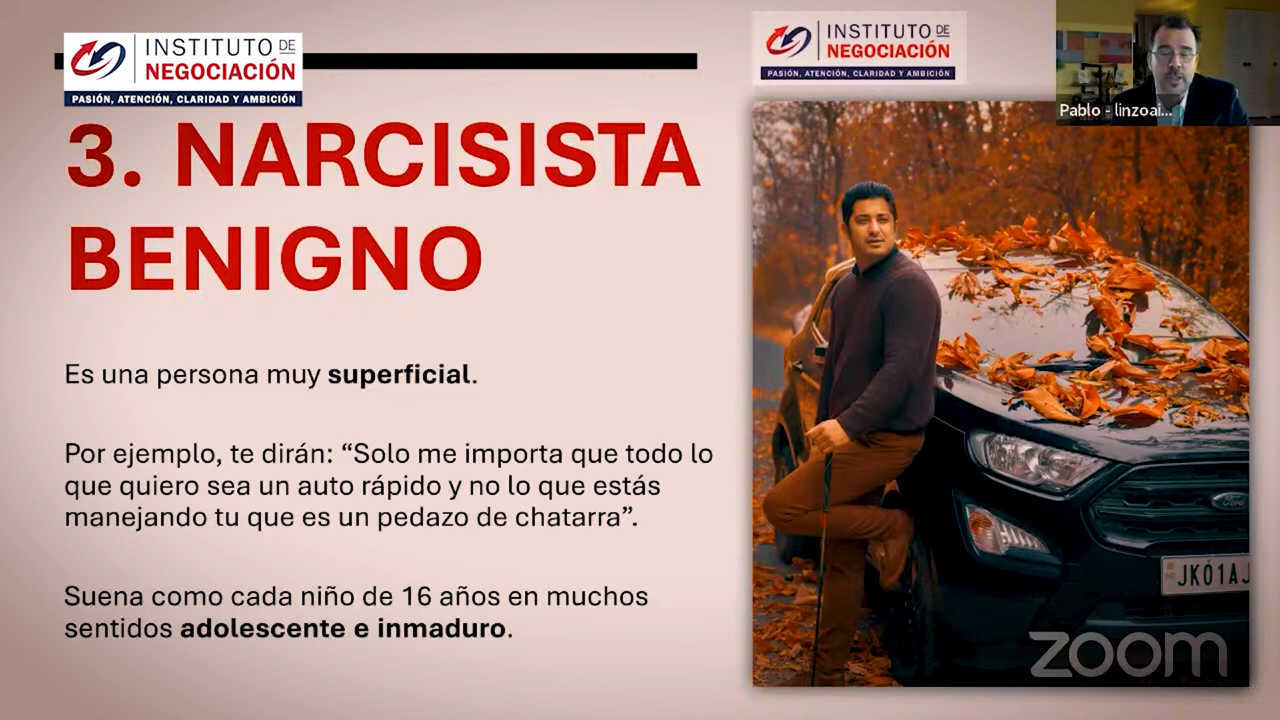 INSTITUTO DE
NEGOCIACIÓN
PASIÓN, ATENCIÓN, CLARIDAD Y AMBICIÓN
INSTITUTO DE
NEGOCIACIÓN
PASIÓN, ATENCIÓN, CLARIDAD Y AMBICIÓN
Pablo - linzoai...
3. NARCISISTA
BENIGNO
Es una persona muy superficial.
Por ejemplo, te dirán: “Solo me importa que todo lo
que quiero sea un auto rápido y no lo que estás
manejando tu que es un pedazo de chatarra”.
Suena como cada niño de 16 años en muchos
sentidos adolescente e inmaduro.
Ford
JK01AJ
zoom